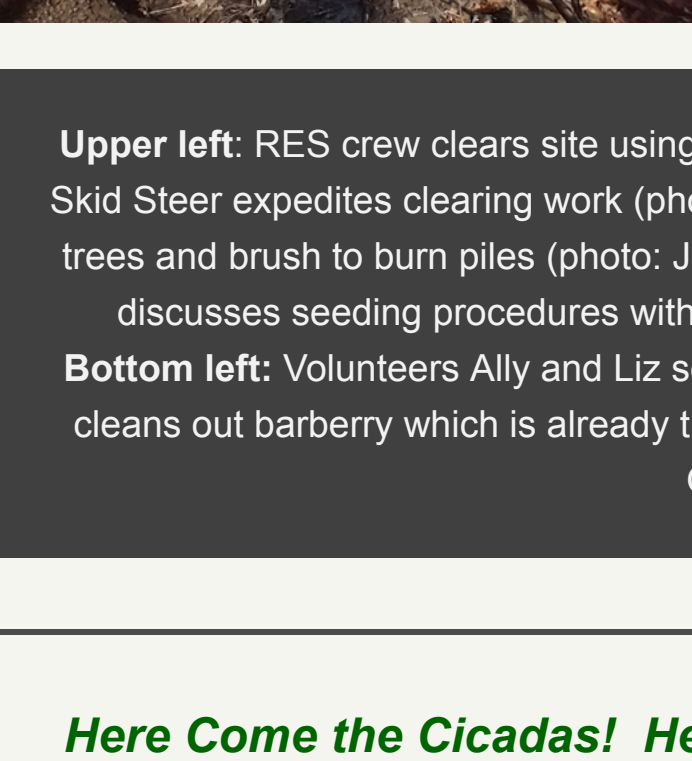 Upper left: RES crew clears site using
Skid Steer expedites clearing work
trees and brush to burn piles (photo:
discusses seeding procedures with
Bottom left: Volunteers Ally and Liz
cleans out barberry which is already
Here Come the Cicadas!